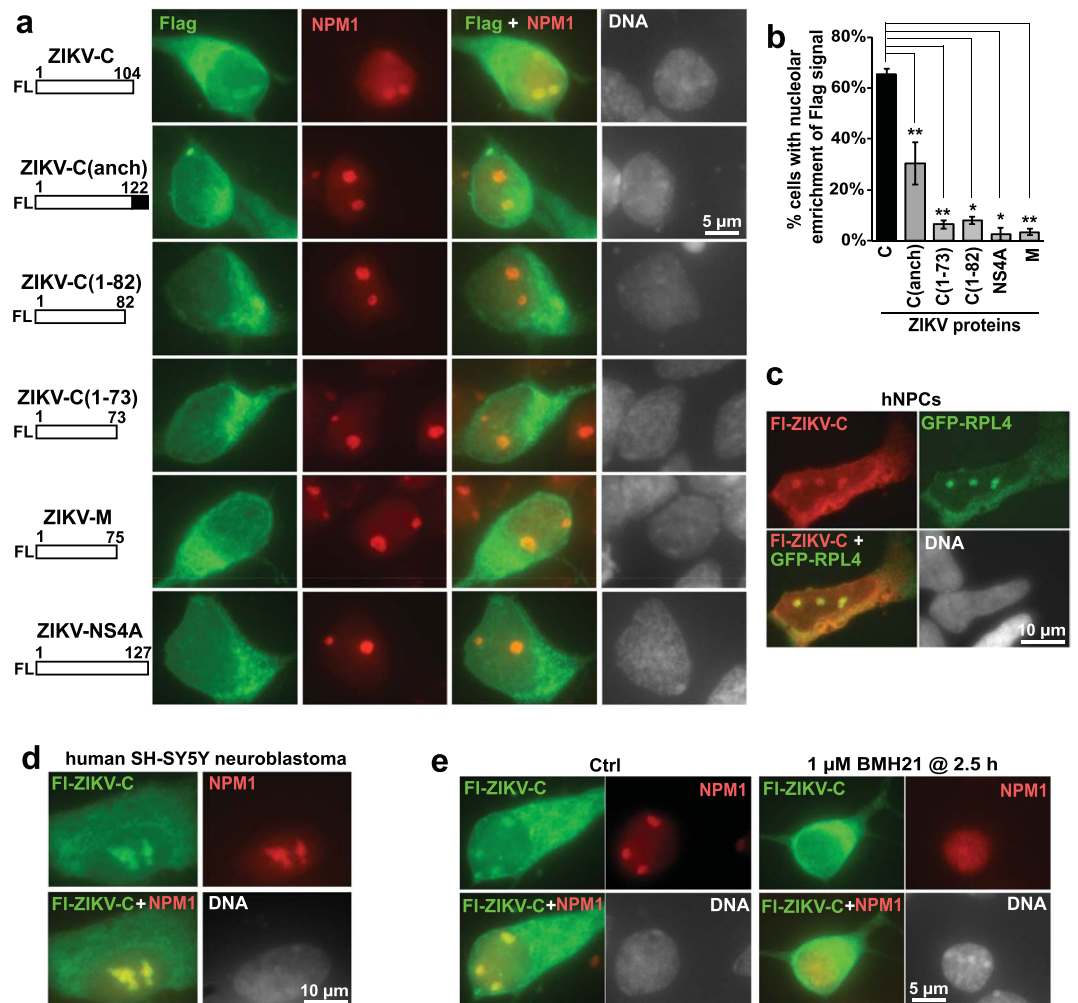 a
Flag
NPM1
Flag + NPM1
DNA
ZIKV-C
1 104
FL
ZIKV-C(anch)
1 122
FL
5 µm
ZIKV-C(1-82)
1 82
FL
ZIKV-C(1-73)
1 73
FL
ZIKV-M
1 75
FL
ZIKV-NS4A
1 127
FL
b
% cells with nucleolar
emrichment of Flag signal
80%
60%
40%
20%
0%
**
**
*
*
**
C
C(anch)
C(1-73)
C(1-82)
NS4A
M
ZIKV proteins
c
hNPCs
Fl-ZIKV-C
GFP-RPL4
Fl-ZIKV-C +
GFP-RPL4
DNA
10 µm
d
human SH-SY5Y neuroblastoma
Fl-ZIKV-C
NPM1
Fl-ZIKV-C+NPM1
DNA
10 µm
e
Ctrl
1 µM BMH21 @ 2.5 h
Fl-ZIKV-C
NPM1
Fl-ZIKV-C
NPM1
Fl-ZIKV-C+NPM1
DNA
Fl-ZIKV-C+NPM1
DNA
5 µm